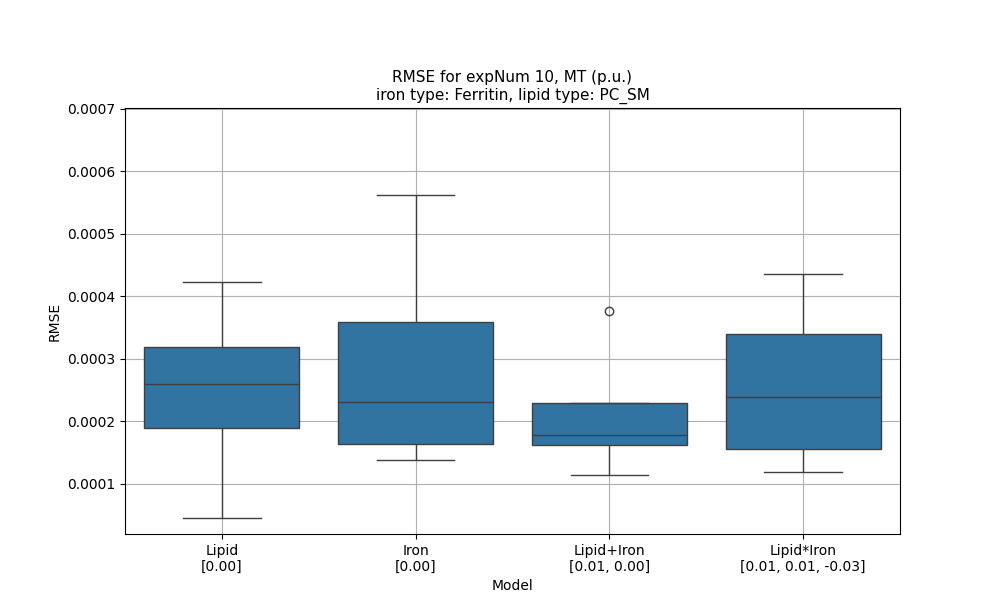 RMSE for expNum 10, MT (p.u.)
iron type: Ferritin, lipid type: PC_SM
0.0007
0.0006
0.0005
0.0004
0.0003
0.0002
0.0001
RMSE
Lipid
[0.00]
Iron
[0.00]
Lipid+Iron
[0.01, 0.00]
Lipid*Iron
[0.01, 0.01, -0.03]
Model